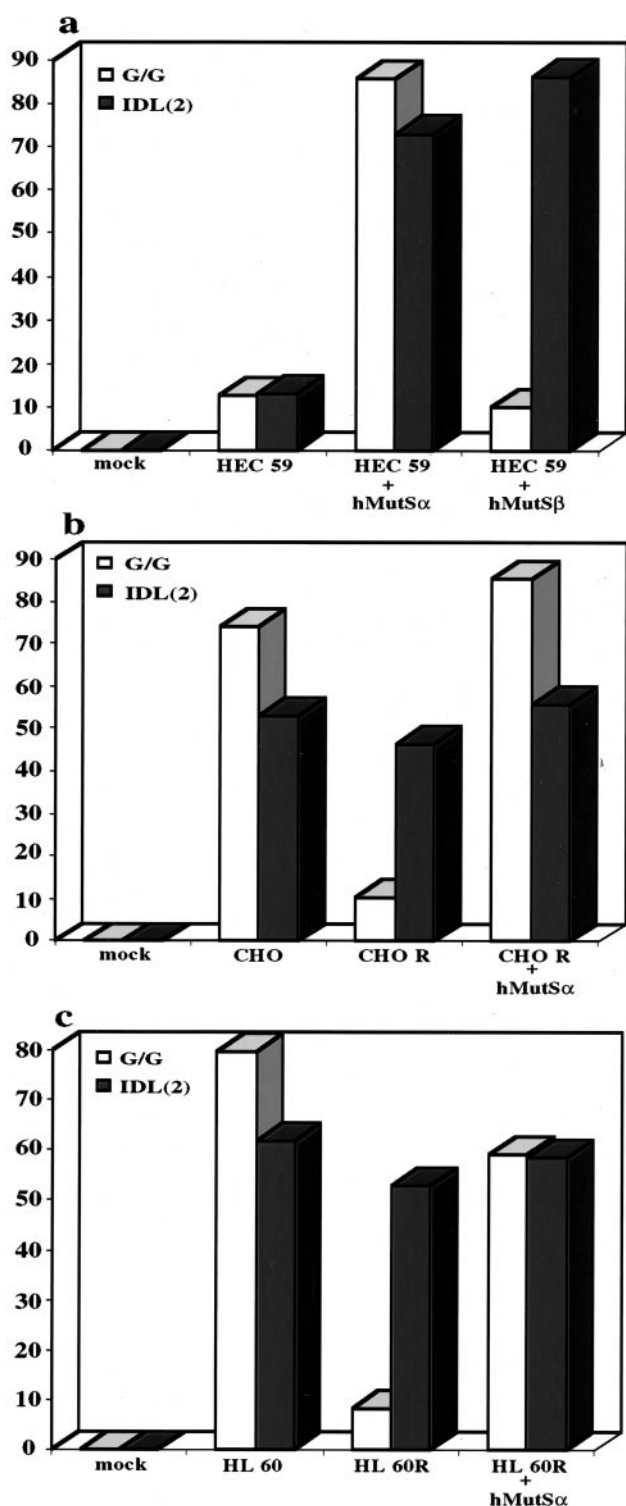 a
90
80
70
60
50
40
30
20
10
0
G/G
IDL(2)
mock HEC 59 HEC 59 HEC 59
+ +
hMutSα hMutSβ
b
90
80
70
60
50
40
30
20
10
0
G/G
IDL(2)
mock CHO CHO R CHO R
+
hMutSα
c
80
70
60
50
40
30
20
10
0
G/G
IDL(2)
mock HL 60 HL 60R HL 60R
+
hMutSα